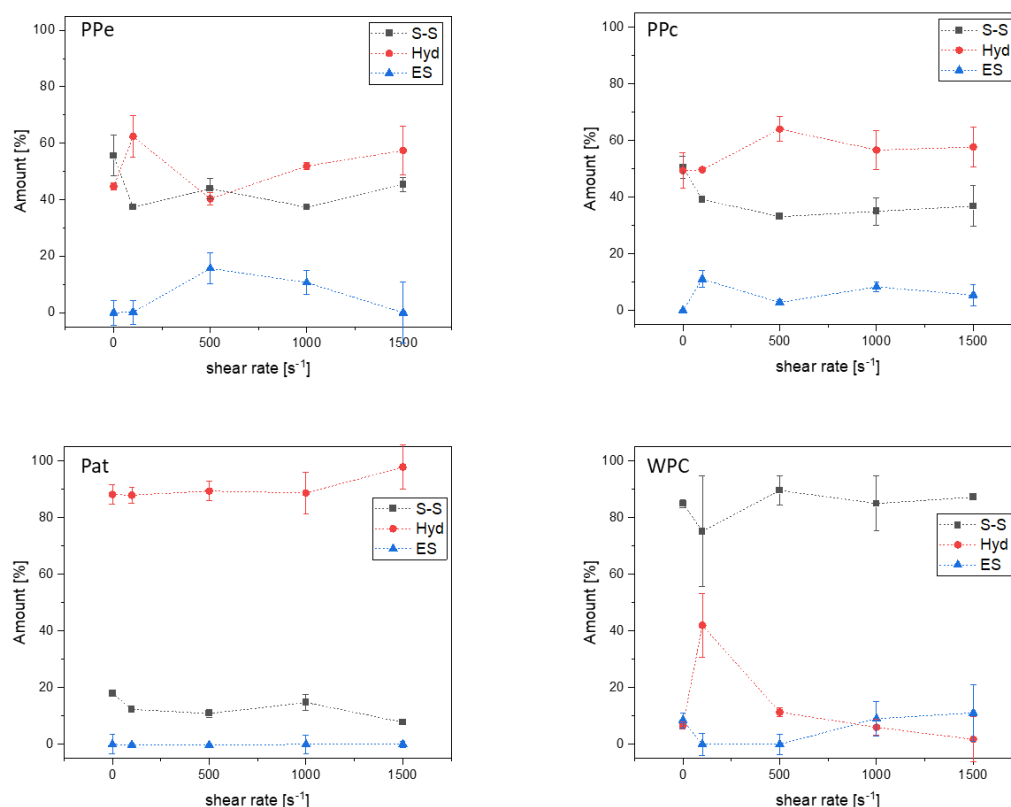 PPe
S-S
Hyd
ES
100
80
60
40
20
0
Amount [%]
0 500 1000 1500
shear rate [s⁻¹]
PPc
S-S
Hyd
ES
100
80
60
40
20
0
Amount [%]
0 500 1000 1500
shear rate [s⁻¹]
Pat
S-S
Hyd
ES
100
80
60
40
20
0
Amount [%]
0 500 1000 1500
shear rate [s⁻¹]
WPC
S-S
Hyd
ES
100
80
60
40
20
0
Amount [%]
0 500 1000 1500
shear rate [s⁻¹]